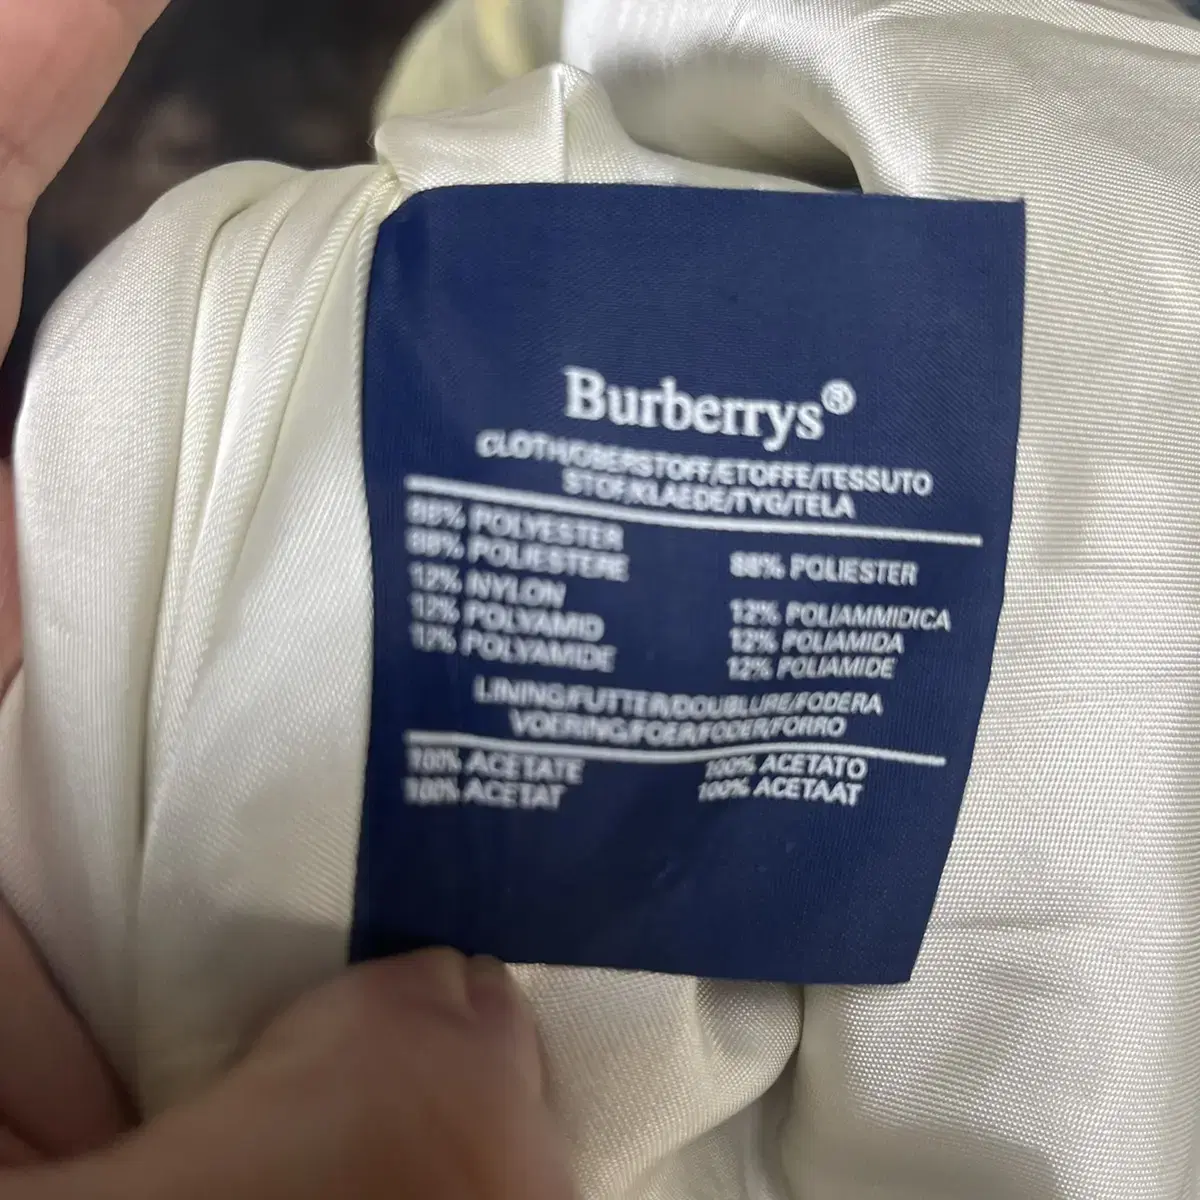 Burberrys®
CLOTH/OBERSTOFF/ETOFFE/TESSUTO
STOF/KLAEDE/TYG/TELA
88% POLYESTER
88% POLIESTERE
88% POLIESTER
12% NYLON
12% POLYAMID
12% POLYAMIDE
12% POLIAMMIDICA
12% POLIAMIDA
12% POLIAMIDE
LINING/FUTTER/DOUBLURE/FODERA
VOERING/FOER/FODER/FORRO
100% ACETATE
100% ACETAT
100% ACETATO
100% ACETAAT